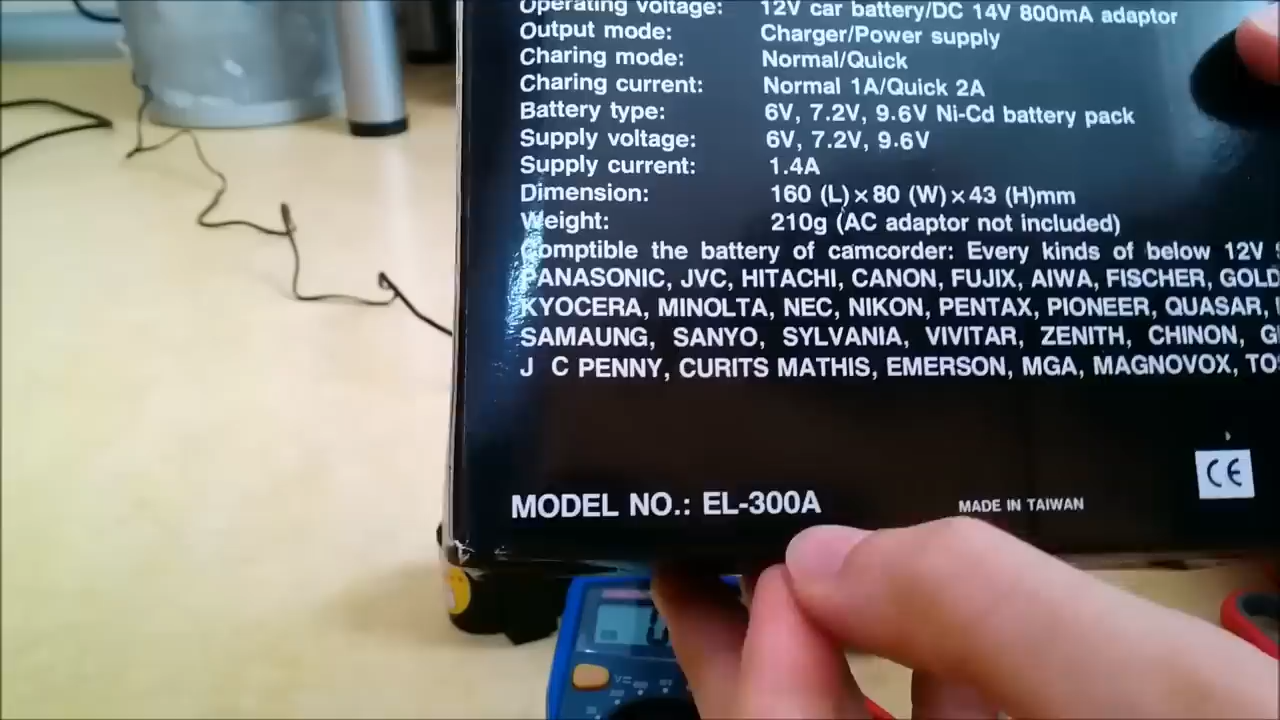 Operating voltage: 12V car battery/DC 14V 800mA adaptor
Output mode: Charger/Power supply
Charing mode: Normal/Quick
Charing current: Normal 1A/Quick 2A
Battery type: 6V, 7.2V, 9.6V Ni-Cd battery pack
Supply voltage: 6V, 7.2V, 9.6V
Supply current: 1.4A
Dimension: 160 (L)×80 (W)×43 (H)mm
Weight: 210g (AC adaptor not included)
Comptible the battery of camcorder: Every kinds of below 12V
PANASONIC, JVC, HITACHI, CANON, FUJIX, AIWA, FISCHER, GOLD
KYOCERA, MINOLTA, NEC, NIKON, PENTAX, PIONEER, QUASAR,
SAMAUNG, SANYO, SYLVANIA, VIVITAR, ZENITH, CHINON, G
J C PENNY, CURITS MATHIS, EMERSON, MGA, MAGNOVOX, TO
CE
MODEL NO.: EL-300A MADE IN TAIWAN